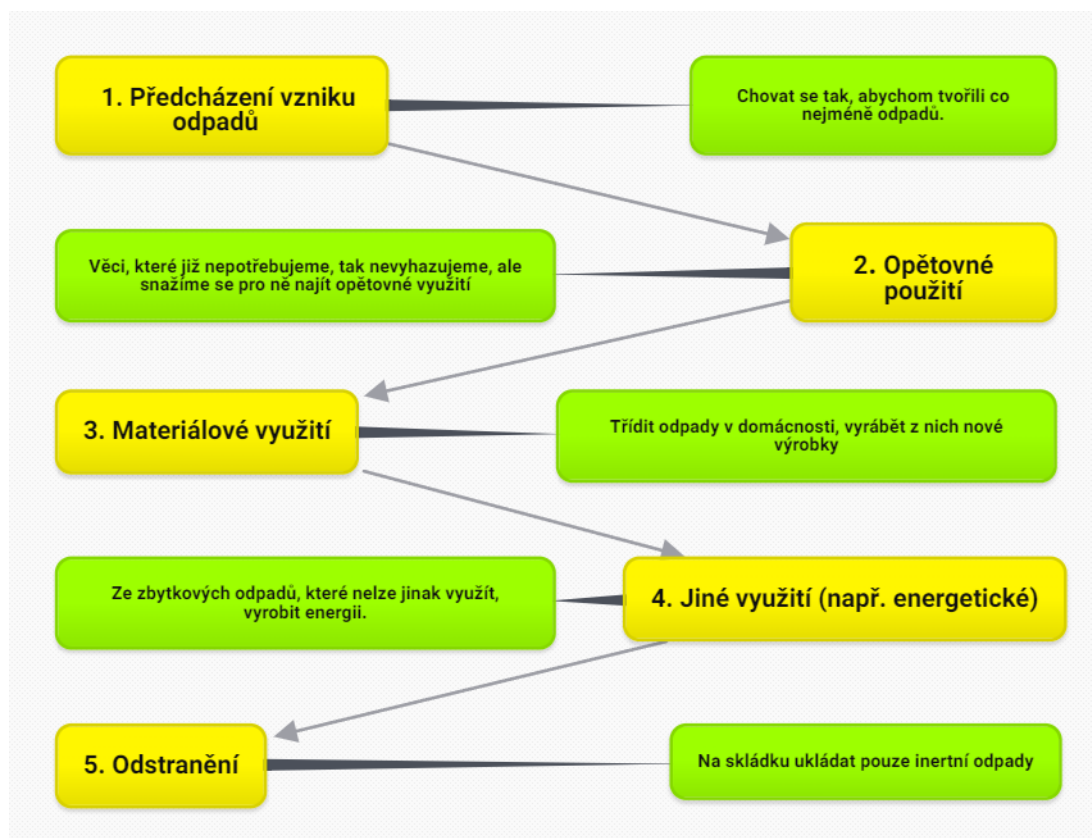 1. Předcházení vzniku
odpadů
Chovat se tak, abychom tvořili co
nejméně odpadů.
2. Opětovné
použití
Věci, které již nepotřebujeme, tak nevyhazujeme, ale
snažíme se pro ně najít opětovné využití
3. Materiálové využití
Třídit odpady v domácnosti, vyrábět z nich nové
výrobky
4. Jiné využití (např. energetické)
Ze zbytkových odpadů, které nelze jinak využít,
vyrobit energii.
5. Odstranění
Na skládku ukládat pouze inertní odpady